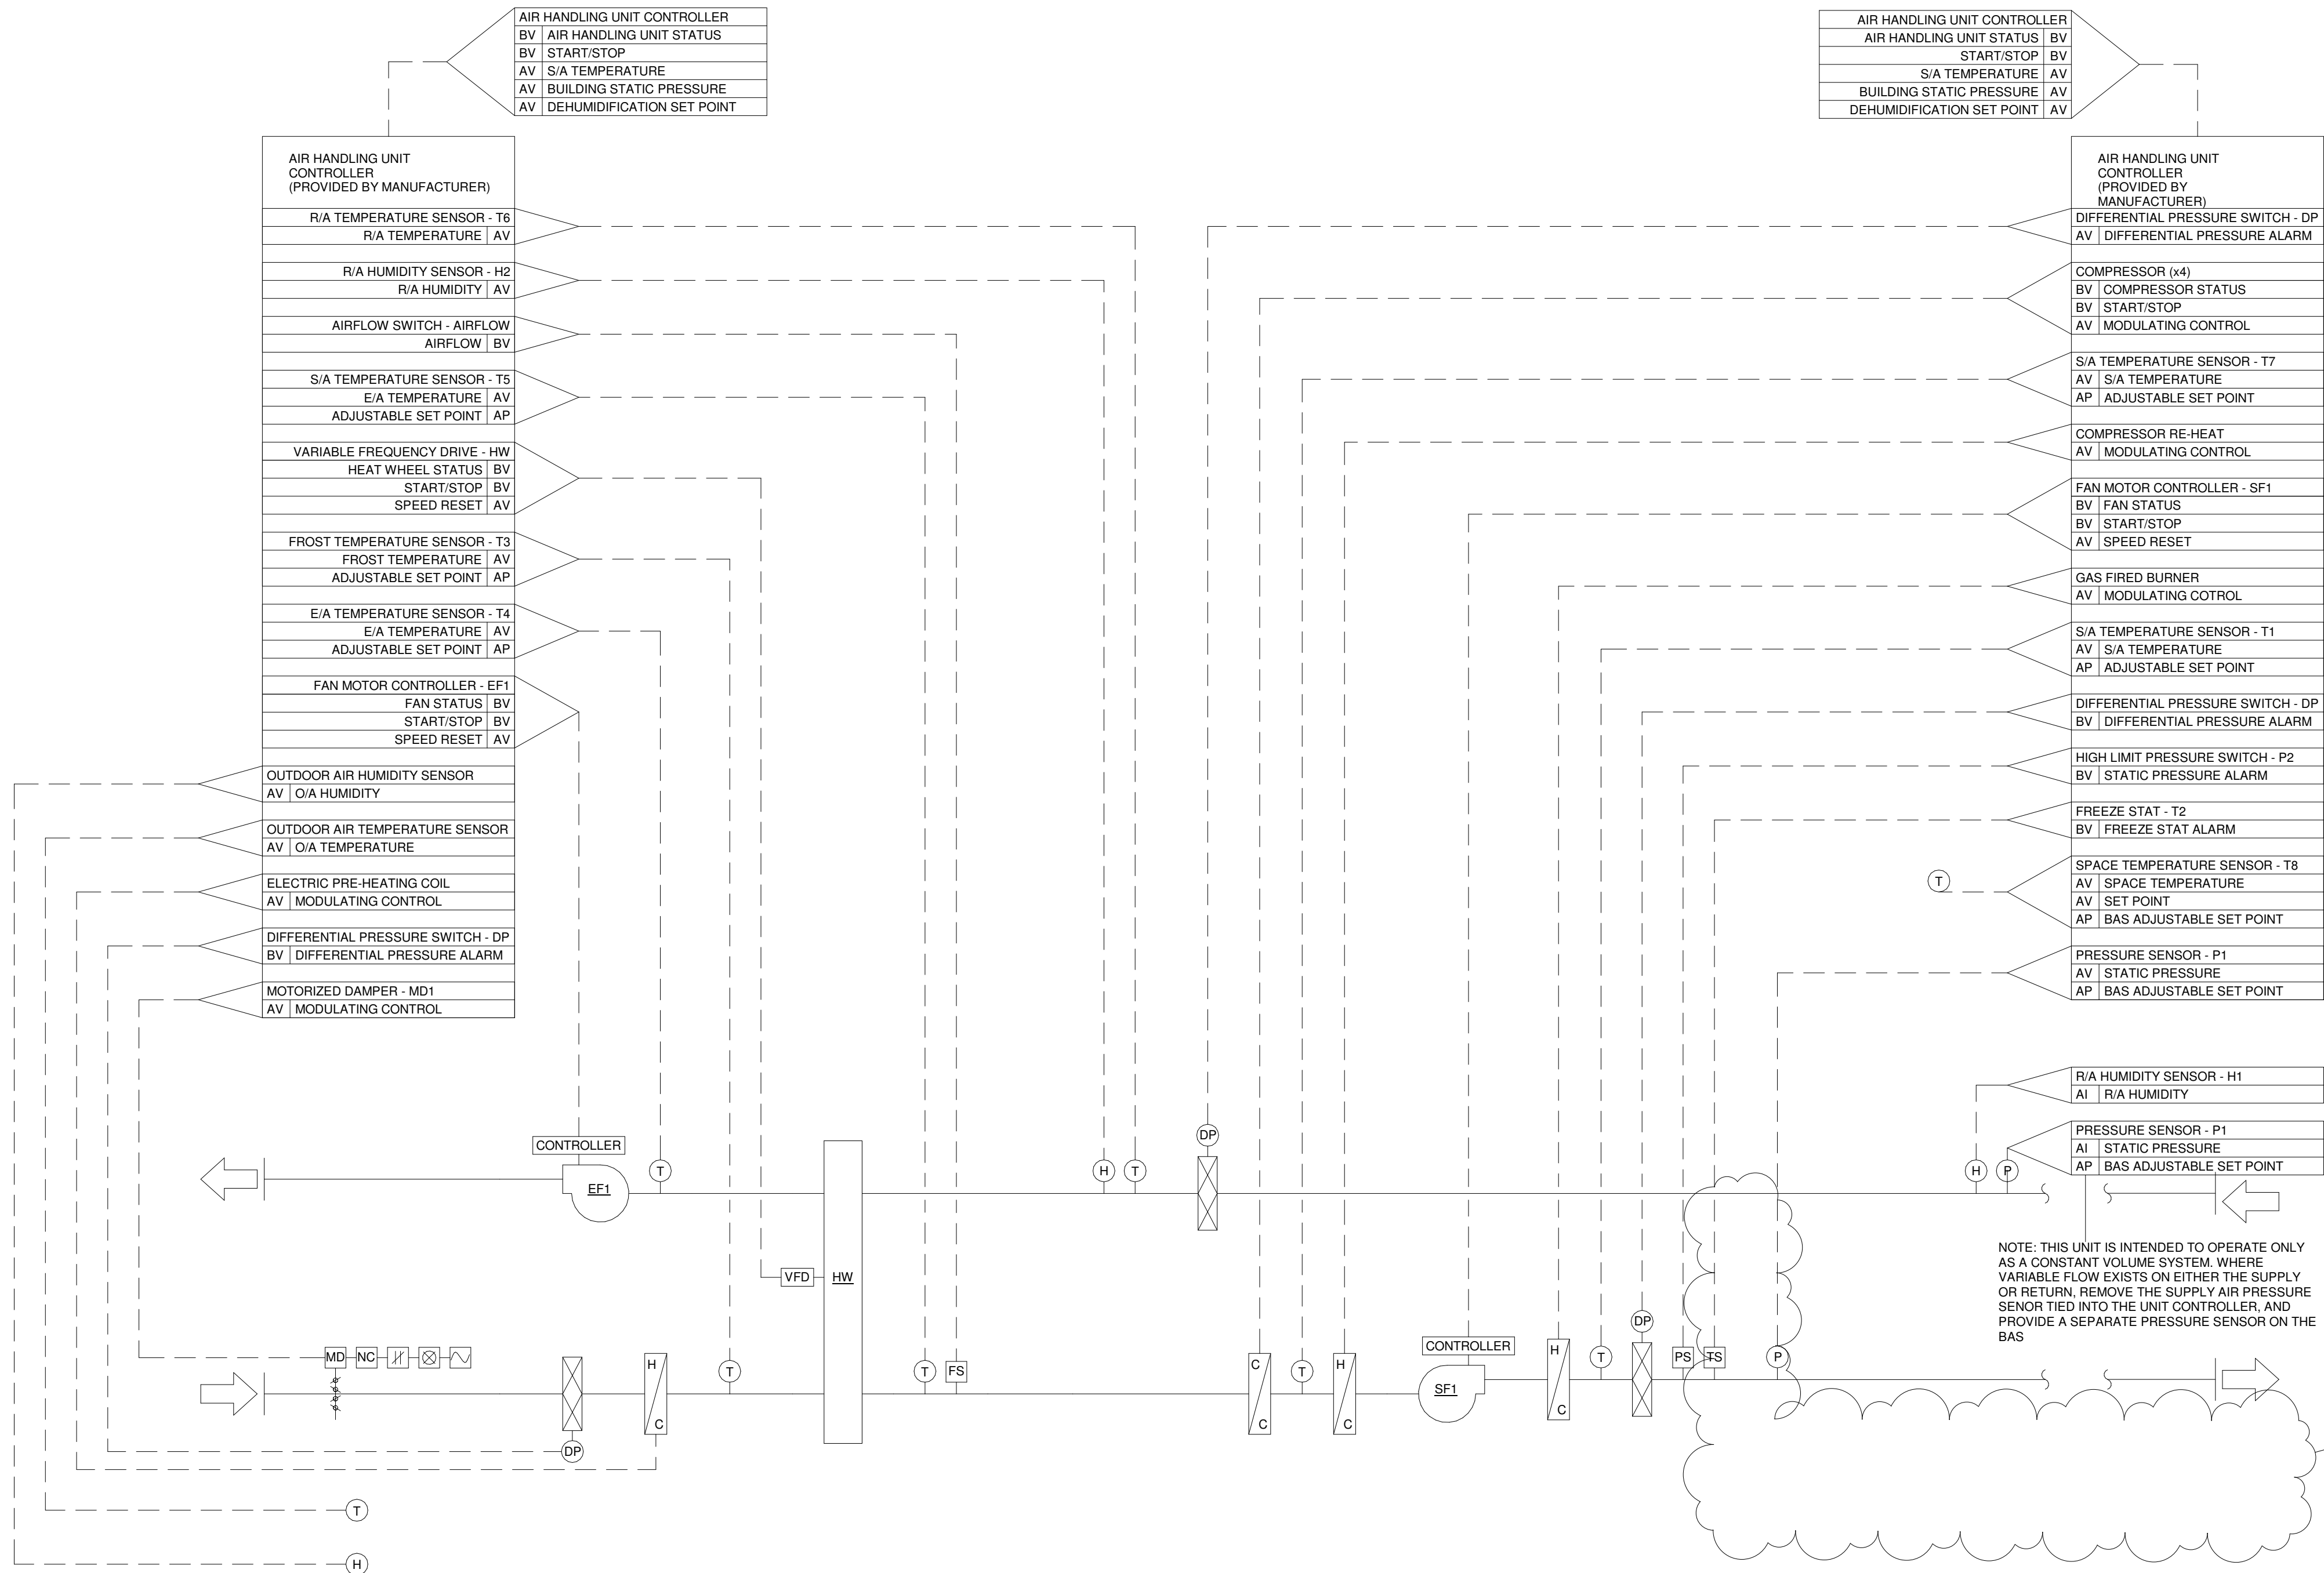 AIR HANDLING UNIT CONTROLLER
BV AIR HANDLING UNIT STATUS
BV START/STOP
AV S/A TEMPERATURE
AV BUILDING STATIC PRESSURE
AV DEHUMIDIFICATION SET POINT
AIR HANDLING UNIT CONTROLLER
AIR HANDLING UNIT STATUS BV
START/STOP BV
S/A TEMPERATURE AV
BUILDING STATIC PRESSURE AV
DEHUMIDIFICATION SET POINT AV
AIR HANDLING UNIT
CONTROLLER
(PROVIDED BY MANUFACTURER)
R/A TEMPERATURE SENSOR - T6
R/A TEMPERATURE AV
R/A HUMIDITY SENSOR - H2
R/A HUMIDITY AV
AIRFLOW SWITCH - AIRFLOW
AIRFLOW BV
S/A TEMPERATURE SENSOR - T5
E/A TEMPERATURE AV
ADJUSTABLE SET POINT AP
VARIABLE FREQUENCY DRIVE - HW
HEAT WHEEL STATUS BV
START/STOP BV
SPEED RESET AV
FROST TEMPERATURE SENSOR - T3
FROST TEMPERATURE AV
ADJUSTABLE SET POINT AP
E/A TEMPERATURE SENSOR - T4
E/A TEMPERATURE AV
ADJUSTABLE SET POINT AP
FAN MOTOR CONTROLLER - EF1
FAN STATUS BV
START/STOP BV
SPEED RESET AV
OUTDOOR AIR HUMIDITY SENSOR
AV O/A HUMIDITY
OUTDOOR AIR TEMPERATURE SENSOR
AV O/A TEMPERATURE
ELECTRIC PRE-HEATING COIL
AV MODULATING CONTROL
DIFFERENTIAL PRESSURE SWITCH - DP
BV DIFFERENTIAL PRESSURE ALARM
MOTORIZED DAMPER - MD1
AV MODULATING CONTROL
AIR HANDLING UNIT
CONTROLLER
(PROVIDED BY
MANUFACTURER)
DIFFERENTIAL PRESSURE SWITCH - DP
AV DIFFERENTIAL PRESSURE ALARM
COMPRESSOR (x4)
BV COMPRESSOR STATUS
BV START/STOP
AV MODULATING CONTROL
S/A TEMPERATURE SENSOR - T7
AV S/A TEMPERATURE
AP ADJUSTABLE SET POINT
COMPRESSOR RE-HEAT
AV MODULATING CONTROL
FAN MOTOR CONTROLLER - SF1
BV FAN STATUS
BV START/STOP
AV SPEED RESET
GAS FIRED BURNER
AV MODULATING COTROL
S/A TEMPERATURE SENSOR - T1
AV S/A TEMPERATURE
AP ADJUSTABLE SET POINT
DIFFERENTIAL PRESSURE SWITCH - DP
BV DIFFERENTIAL PRESSURE ALARM
HIGH LIMIT PRESSURE SWITCH - P2
BV STATIC PRESSURE ALARM
FREEZE STAT - T2
BV FREEZE STAT ALARM
T
SPACE TEMPERATURE SENSOR - T8
AV SPACE TEMPERATURE
AV SET POINT
AP BAS ADJUSTABLE SET POINT
PRESSURE SENSOR - P1
AV STATIC PRESSURE
AP BAS ADJUSTABLE SET POINT
R/A HUMIDITY SENSOR - H1
AI R/A HUMIDITY
PRESSURE SENSOR - P1
AI STATIC PRESSURE
AP BAS ADJUSTABLE SET POINT
CONTROLLER
EF1
T
H
T
DP
H
P
NOTE: THIS UNIT IS INTENDED TO OPERATE ONLY
AS A CONSTANT VOLUME SYSTEM. WHERE
VARIABLE FLOW EXISTS ON EITHER THE SUPPLY
OR RETURN, REMOVE THE SUPPLY AIR PRESSURE
SENOR TIED INTO THE UNIT CONTROLLER, AND
PROVIDE A SEPARATE PRESSURE SENSOR ON THE
BAS
VFD
HW
MD
NC
DP
H
C
T
T
FS
C
C
T
H
C
CONTROLLER
SF1
H
C
T
DP
PS
TS
P
T
H